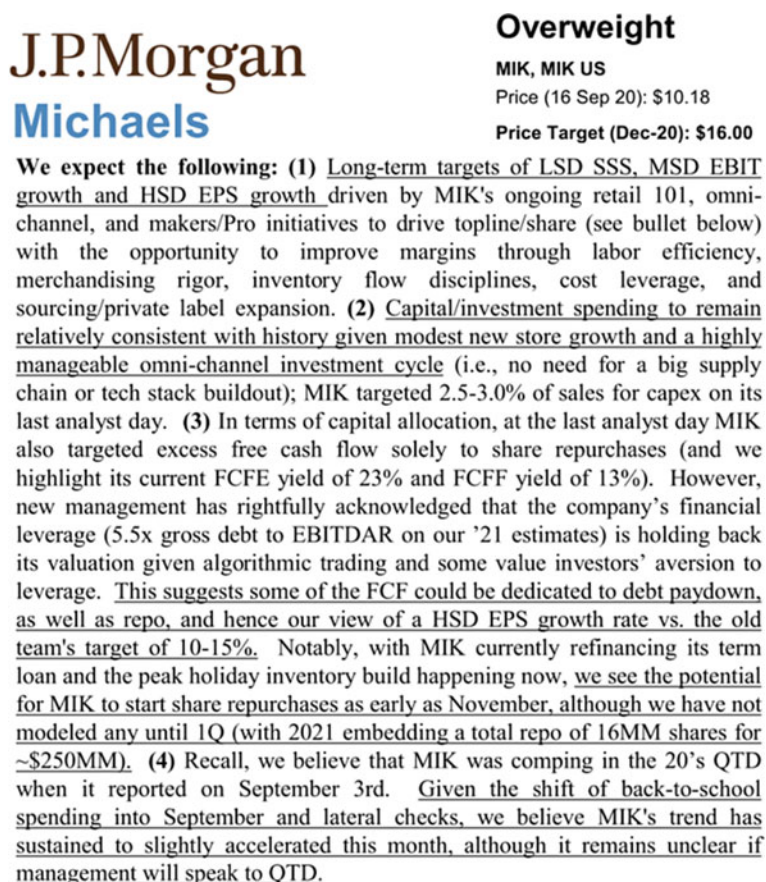 J.P.Morgan
Michaels
Overweight
MIK, MIK US
Price (16 Sep 20): $10.18
Price Target (Dec-20): $16.00
We expect the following: (1) Long-term targets of LSD SSS, MSD EBIT
growth and HSD EPS growth driven by MIK's ongoing retail 101, omni-
channel, and makers/Pro initiatives to drive topline/share (see bullet below)
with the opportunity to improve margins through labor efficiency,
merchandising rigor, inventory flow disciplines, cost leverage, and
sourcing/private label expansion. (2) Capital/investment spending to remain
relatively consistent with history given modest new store growth and a highly
manageable omni-channel investment cycle (i.e., no need for a big supply
chain or tech stack buildout); MIK targeted 2.5-3.0% of sales for capex on its
last analyst day. (3) In terms of capital allocation, at the last analyst day MIK
also targeted excess free cash flow solely to share repurchases (and we
highlight its current FCFE yield of 23% and FCFF yield of 13%). However,
new management has rightfully acknowledged that the company's financial
leverage (5.5x gross debt to EBITDAR on our '21 estimates) is holding back
its valuation given algorithmic trading and some value investors' aversion to
leverage. This suggests some of the FCF could be dedicated to debt paydown,
as well as repo, and hence our view of a HSD EPS growth rate vs. the old
team's target of 10-15%. Notably, with MIK currently refinancing its term
loan and the peak holiday inventory build happening now, we see the potential
for MIK to start share repurchases as early as November, although we have not
modeled any until 1Q (with 2021 embedding a total repo of 16MM shares for
~$250MM). (4) Recall, we believe that MIK was comping in the 20's QTD
when it reported on September 3rd. Given the shift of back-to-school
spending into September and lateral checks, we believe MIK's trend has
sustained to slightly accelerated this month, although it remains unclear if
management will speak to QTD.